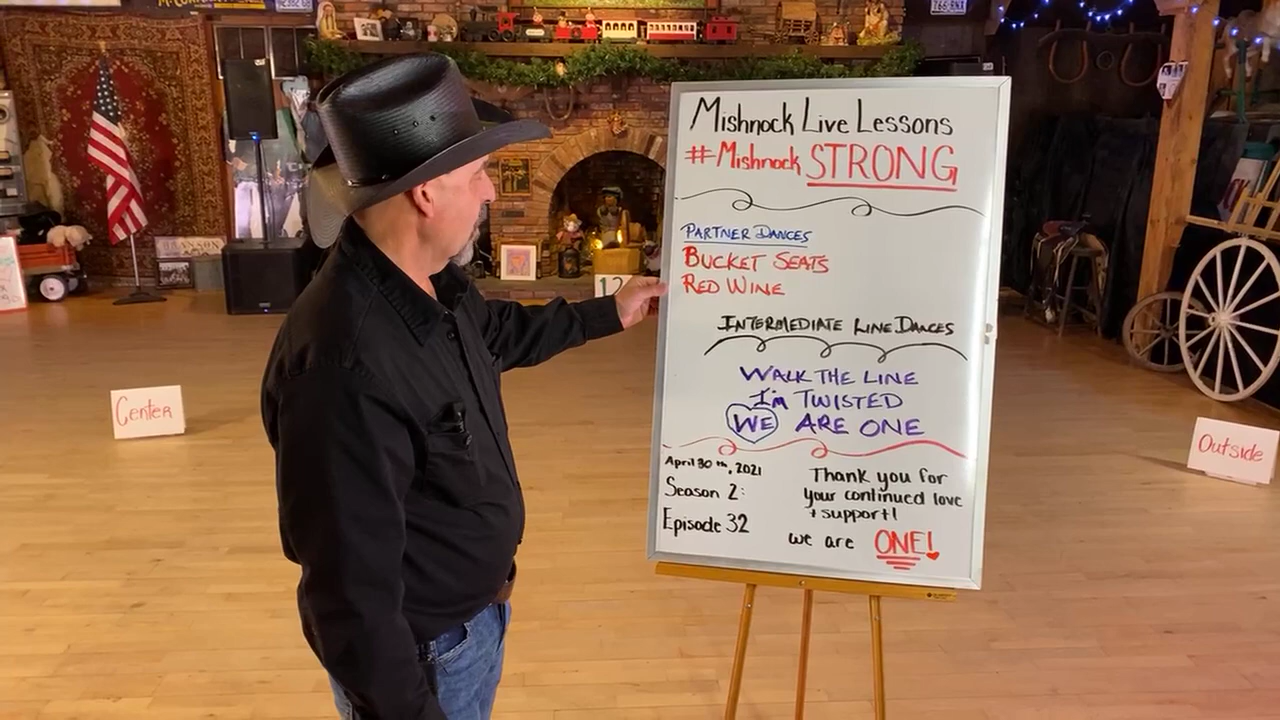 Mishnock Live Lessons
#Mishnock STRONG
PARTNER DANCES
BUCKET SEATS
RED WINE
INTERMEDIATE LINE DANCES
WALK THE LINE
I'm TWISTED
WE ARE ONE
April 30th, 2021
Season 2:
Episode 32
Thank you for
your continued love
+ support!
we are ONE!
Center
Outside
12